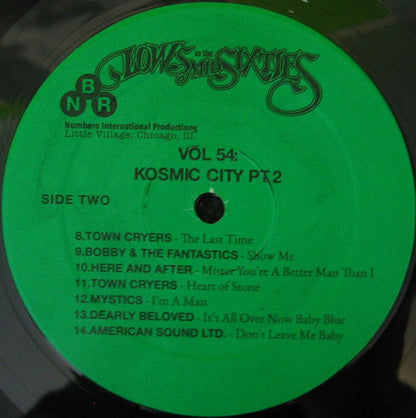 GLOWS in the MID SIXTIES
N B R
Numbero International Productions
Little Village, Chicago, Ill.
VOL 54:
KOSMIC CITY PT.2
SIDE TWO
8.TOWN CRYERS - The Last Time
9.BOBBY & THE FANTASTICS - Show Me
10.HERE AND AFTER - Mister You're A Better Man Than I
11.TOWN CRYERS - Heart of Stone
12.MYSTICS - I'm A Man
13.DEARLY BELOVED - It's All Over Now Baby Blue
14.AMERICAN SOUND LTD. - Don't Leave Me Baby